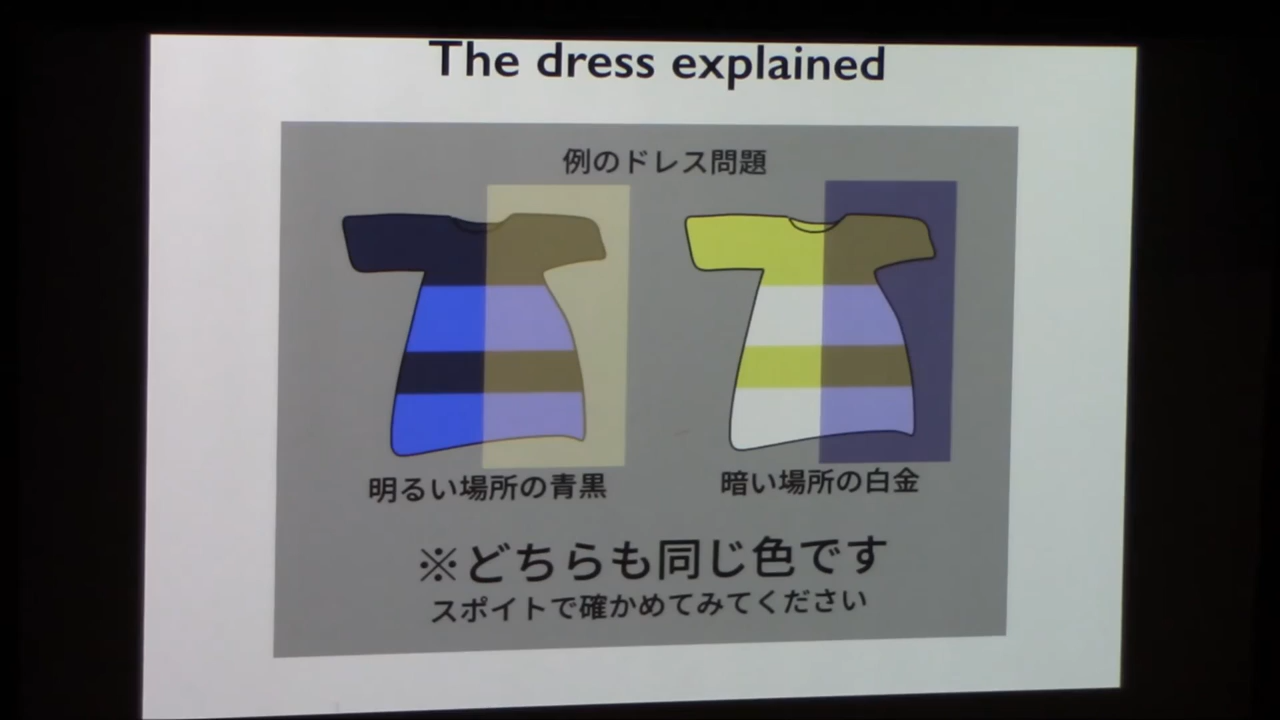 The dress explained
例のドレス問題
明るい場所の青黒
暗い場所の白金
※どちらも同じ色です
スポイトで確かめてみてください